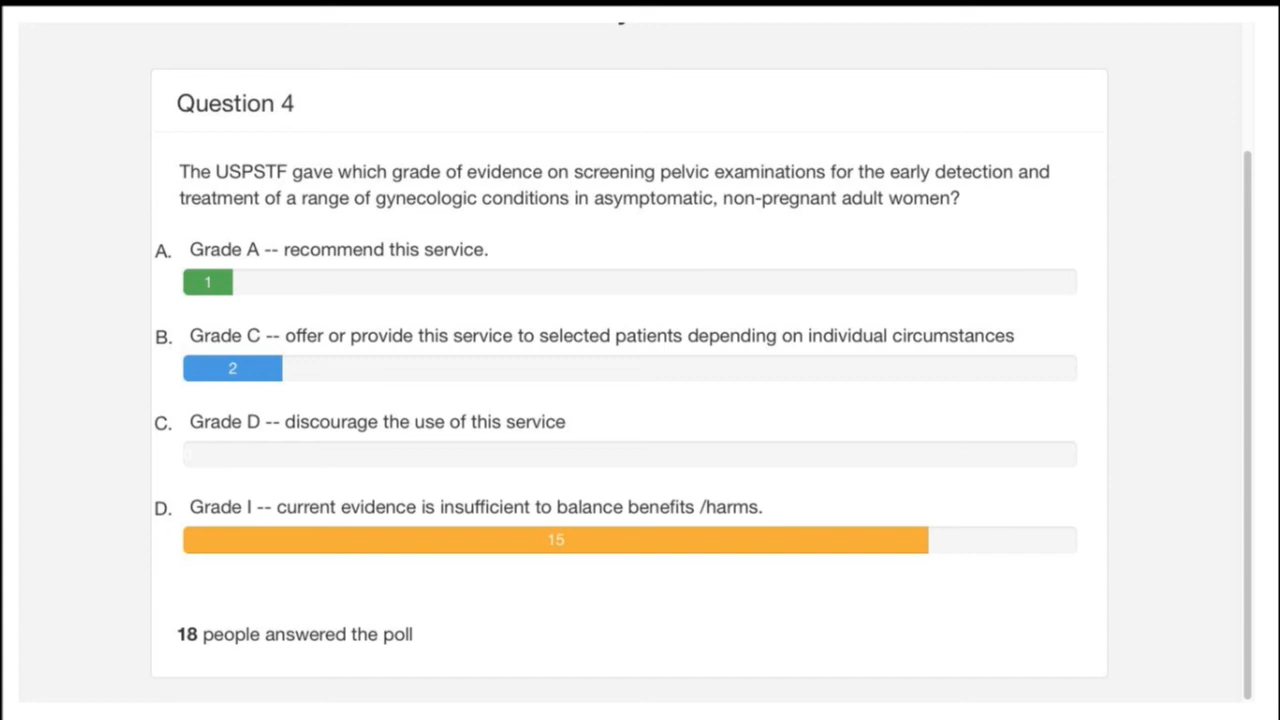 Question 4
The USPSTF gave which grade of evidence on screening pelvic examinations for the early detection and
treatment of a range of gynecologic conditions in asymptomatic, non-pregnant adult women?
A. Grade A -- recommend this service.
1
B. Grade C -- offer or provide this service to selected patients depending on individual circumstances
2
C. Grade D -- discourage the use of this service
D. Grade I -- current evidence is insufficient to balance benefits /harms.
15
18 people answered the poll